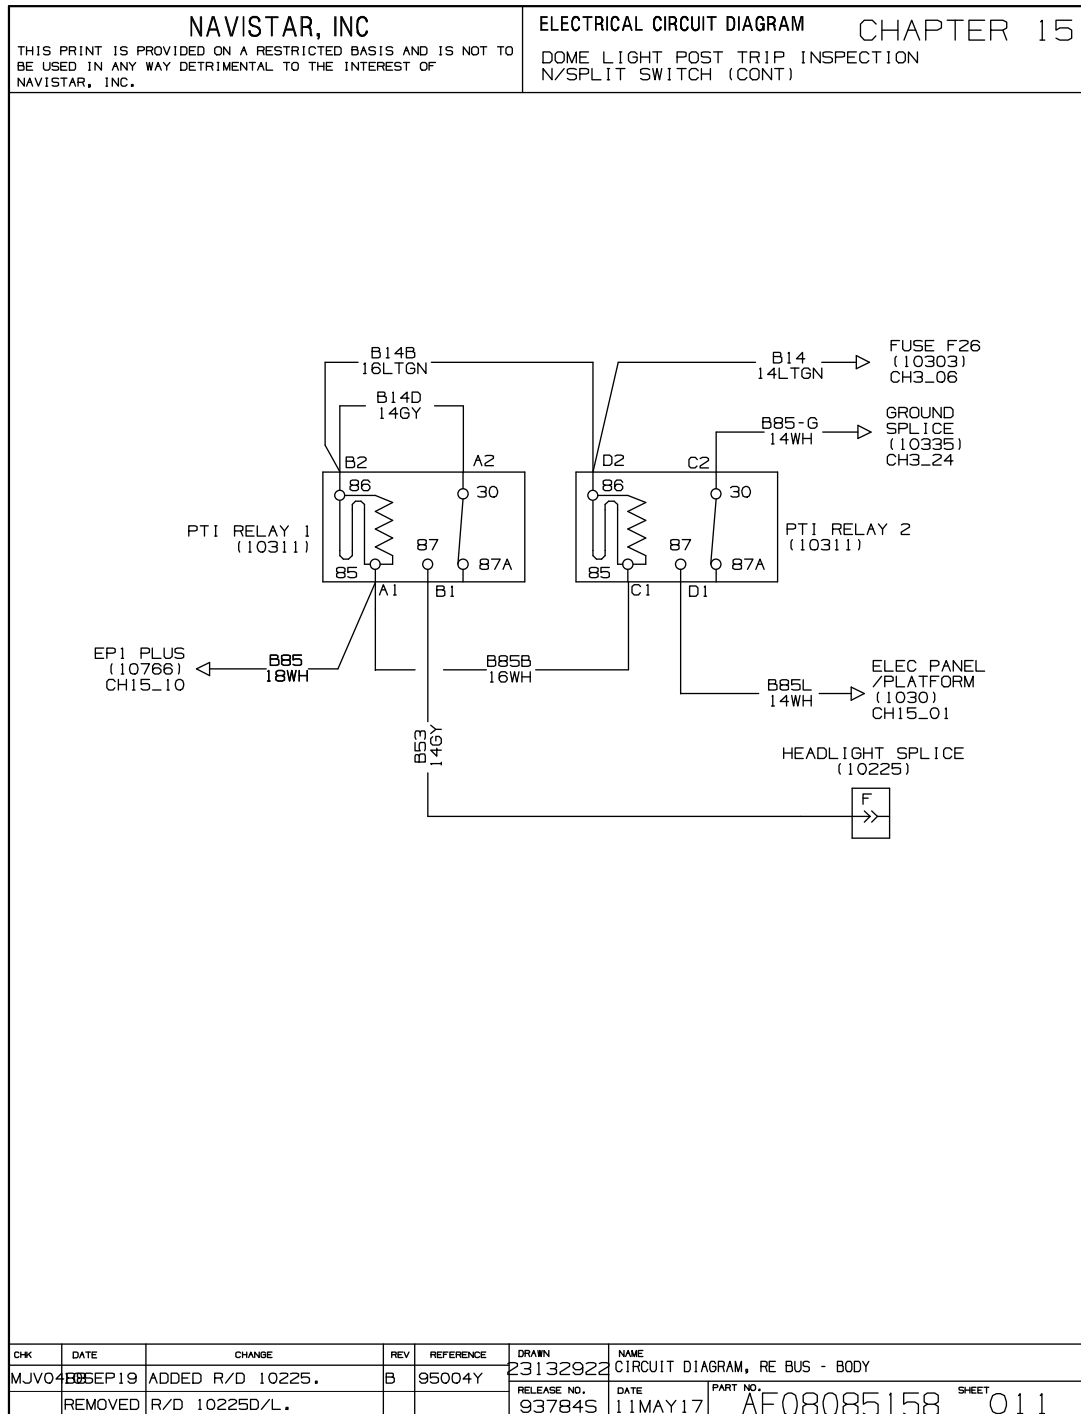 NAVISTAR, INC
THIS PRINT IS PROVIDED ON A RESTRICTED BASIS AND IS NOT TO
BE USED IN ANY WAY DETRIMENTAL TO THE INTEREST OF
NAVISTAR, INC.
ELECTRICAL CIRCUIT DIAGRAM
CHAPTER 15
DOME LIGHT POST TRIP INSPECTION
N/SPLIT SWITCH (CONT)
B14B
16LTGN
B14D
14GY
B14
14LTGN
FUSE F26
(10303)
CH3_06
B85-G
14WH
GROUND
SPLICE
(10335)
CH3_24
B2
A2
D2
C2
86
30
86
30
PTI RELAY 1
(10311)
87
85
87A
PTI RELAY 2
(10311)
87
85
87A
A1
B1
C1
D1
EP1 PLUS
(10766)
CH15_10
B85
18WH
B85B
16WH
B85L
14WH
ELEC PANEL
/PLATFORM
(1030)
CH15_01
B53
14GY
HEADLIGHT SPLICE
(10225)
F
CHK DATE CHANGE REV REFERENCE
MJV04 SEP19 ADDED R/D 10225. B 95004Y
REMOVED R/D 10225D/L.
DRAWN
23132922
NAME
CIRCUIT DIAGRAM, RE BUS - BODY
RELEASE NO.
93784S
DATE
11MAY17
PART NO.
AF08085158
SHEET
011